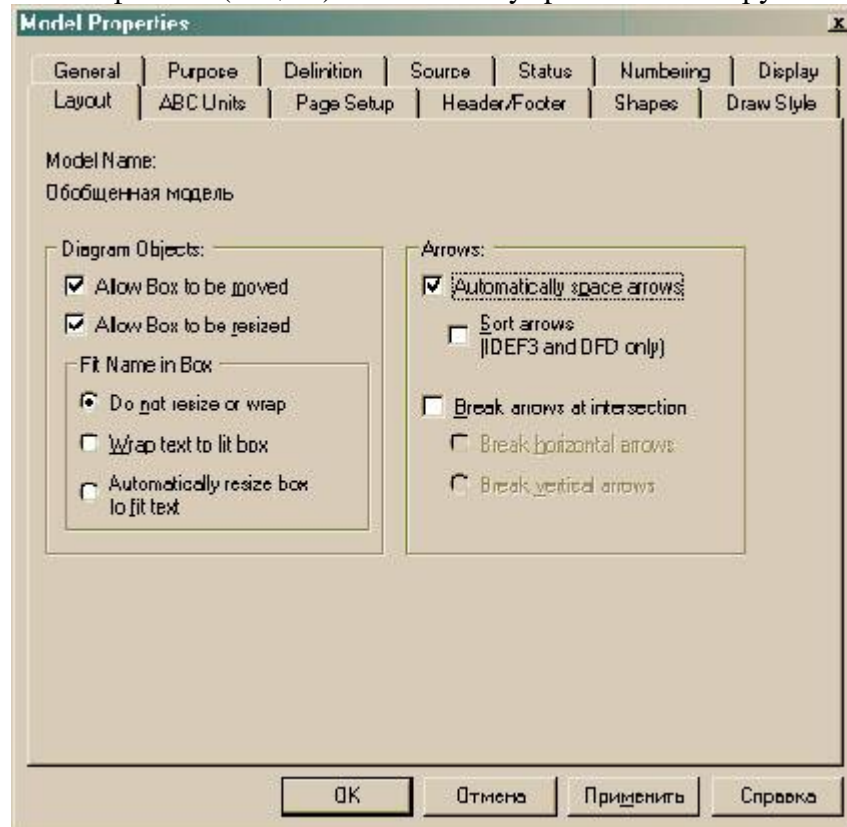 Model Properties
General Purpose Definition Source Status Numbering Display
Layout ABC Units Page Setup Header/Footer Shapes Draw Style
Model Name:
Обобщенная модель
Diagram Objects:
Allow Box to be moved
Allow Box to be resized
Fit Name in Box
Do not resize or wrap
Wrap text to fit box
Automatically resize box
to fit text
Arrows:
Automatically space arrows
Sort arrows
(IDEF3 and DFD only)
Break arrows at intersection
Break horizontal arrows
Break vertical arrows
OK Отмена Применить Справка